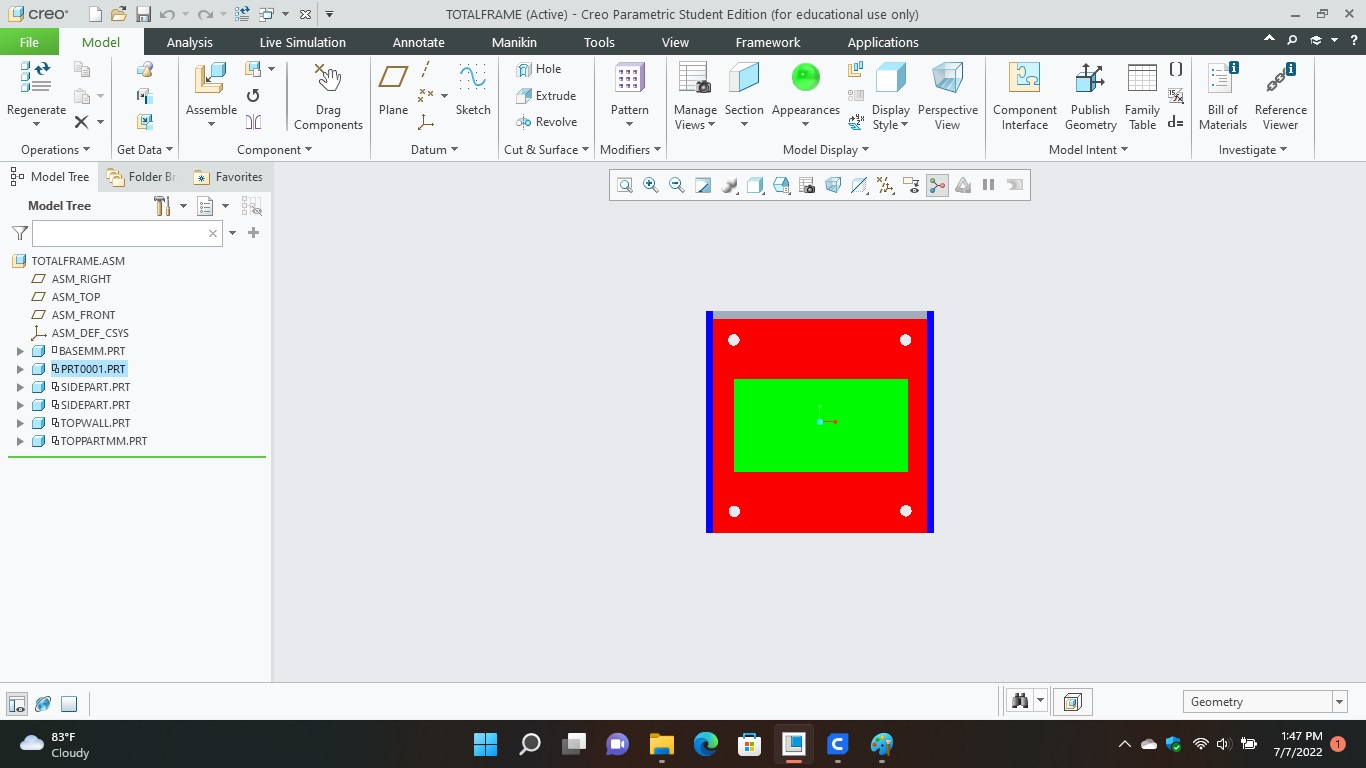 creo
TOTALFRAME (Active) - Creo Parametric Student Edition (for educational use only)
File Model Analysis Live Simulation Annotate Manikin Tools View Framework Applications
Regenerate
Operations
Get Data
Assemble
Drag
Components
Component
Plane
Sketch
Datum
Hole
Extrude
Revolve
Cut & Surface
Pattern
Modifiers
Manage
Views
Section
Appearances
Display
Style
Perspective
View
Model Display
Component
Interface
Publish
Geometry
Family
Table
d=
Model Intent
Bill of
Materials
Reference
Viewer
Investigate
Model Tree Folder Br Favorites
Model Tree
TOTALFRAME.ASM
ASM_RIGHT
ASM_TOP
ASM_FRONT
ASM_DEF_CSYS
BASEMM.PRT
PRT0001.PRT
SIDEPART.PRT
SIDEPART.PRT
TOPWALL.PRT
TOPPARTMM.PRT
Geometry
83°F
Cloudy
1:47 PM
7/7/2022
1